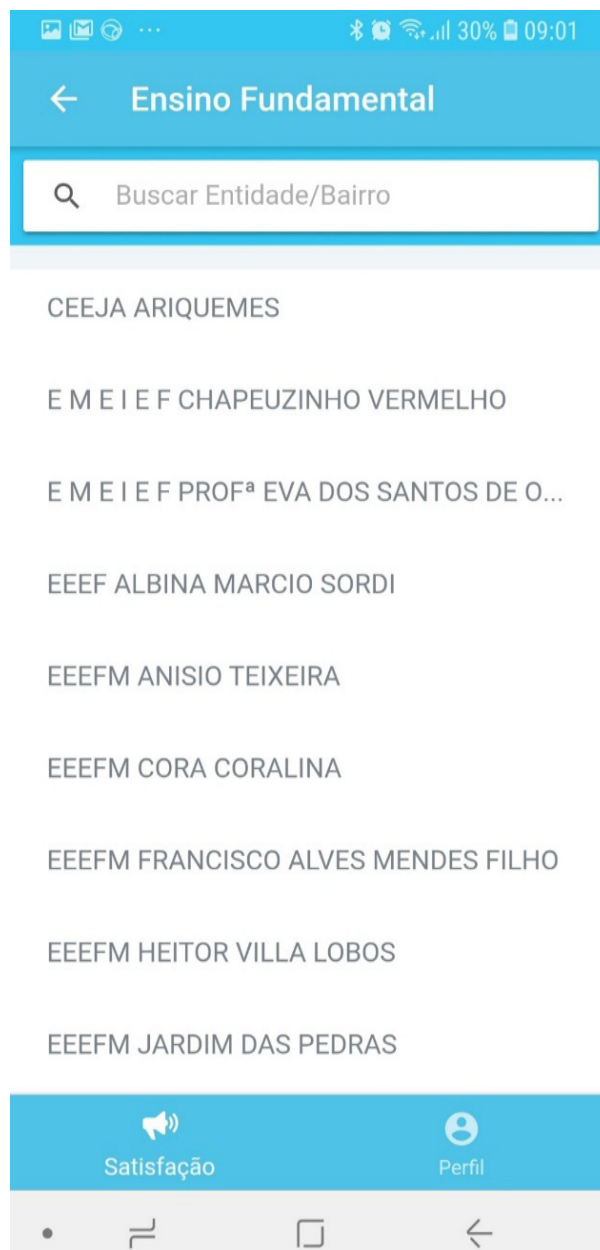 30% 09:01
Ensino Fundamental
Buscar Entidade/Bairro
CEEJA ARIQUEMES
E M E I E F CHAPEUZINHO VERMELHO
E M E I E F PROFª EVA DOS SANTOS DE O...
EEEF ALBINA MARCIO SORDI
EEEFM ANISIO TEIXEIRA
EEEFM CORA CORALINA
EEEFM FRANCISCO ALVES MENDES FILHO
EEEFM HEITOR VILLA LOBOS
EEEFM JARDIM DAS PEDRAS
Satisfação
Perfil